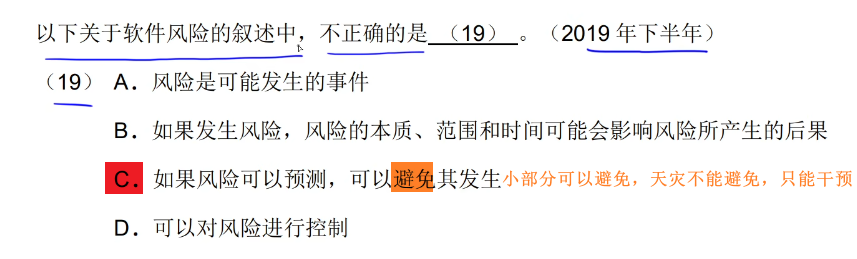 以下关于软件风险的叙述中，不正确的是 （19） 。（2019 年下半年）
（19） A．风险是可能发生的事件
B．如果发生风险，风险的本质、范围和时间可能会影响风险所产生的后果
C．如果风险可以预测，可以避免其发生小部分可以避免，天灾不能避免，只能干预
D．可以对风险进行控制